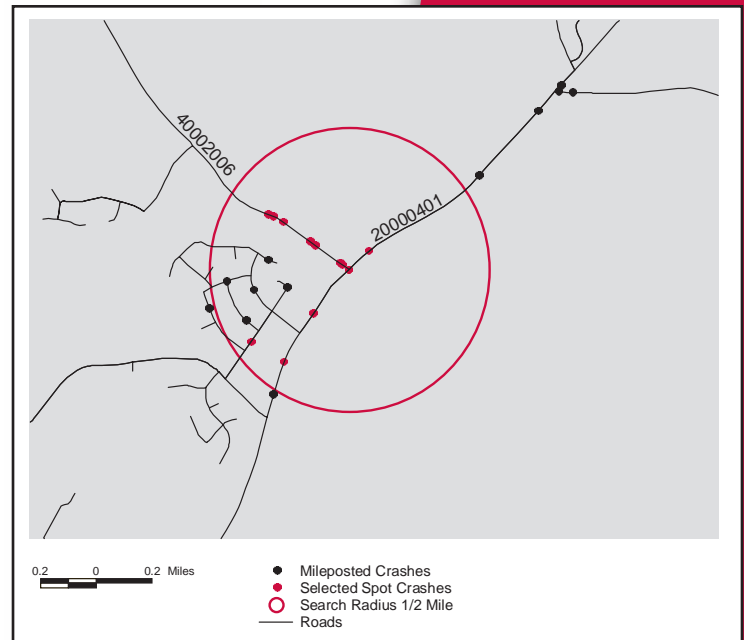 40002006
20000401
0.2 0 0.2 Miles
Mileposted Crashes
Selected Spot Crashes
Search Radius 1/2 Mile
Roads